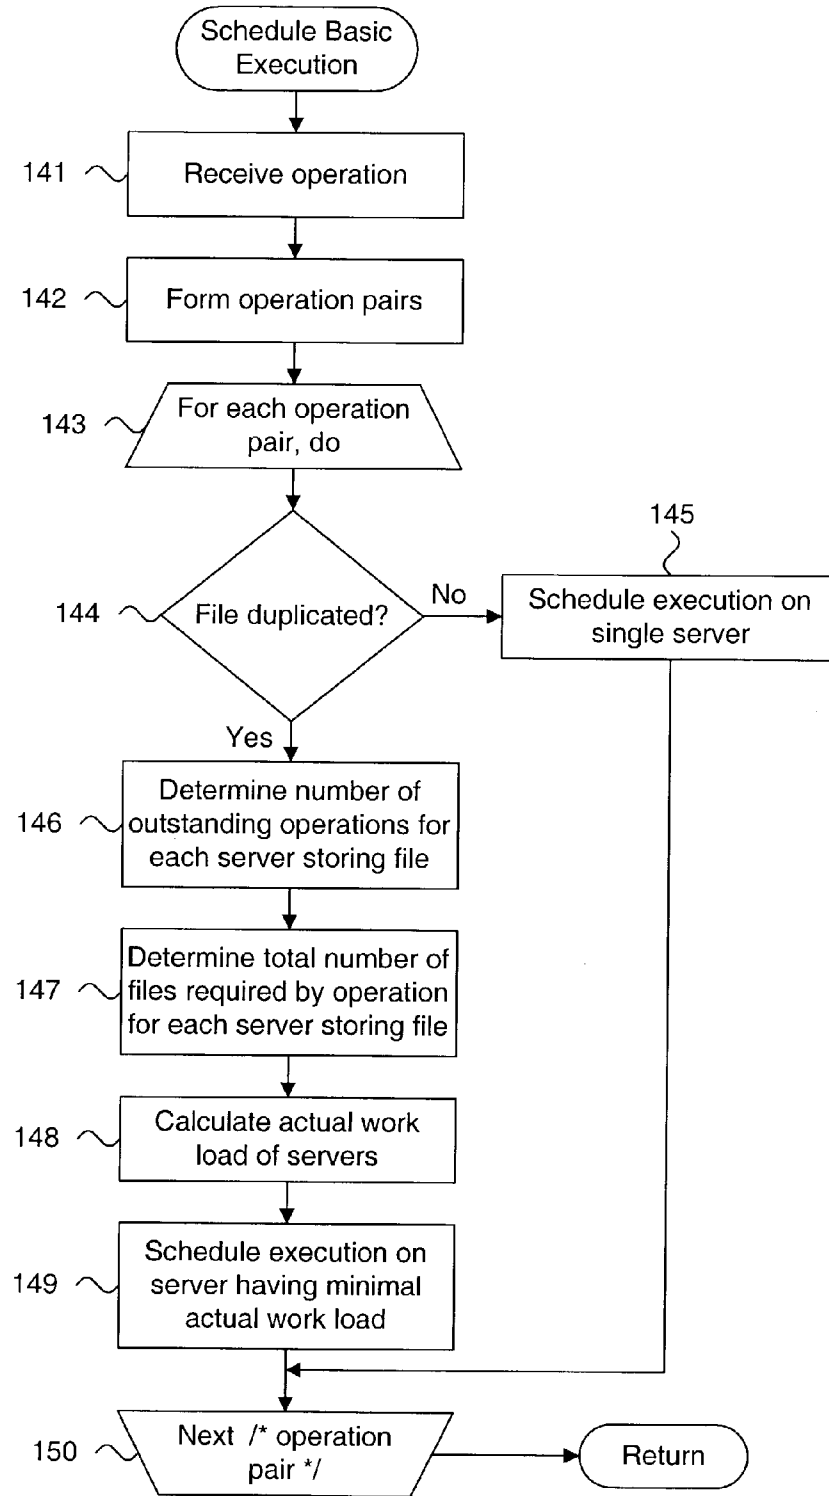 Schedule Basic
Execution
141
Receive operation
142
Form operation pairs
143
For each operation
pair, do
144
File duplicated?
No
145
Schedule execution on
single server
Yes
146
Determine number of
outstanding operations for
each server storing file
147
Determine total number of
files required by operation
for each server storing file
148
Calculate actual work
load of servers
149
Schedule execution on
server having minimal
actual work load
150
Next /* operation
pair */
Return